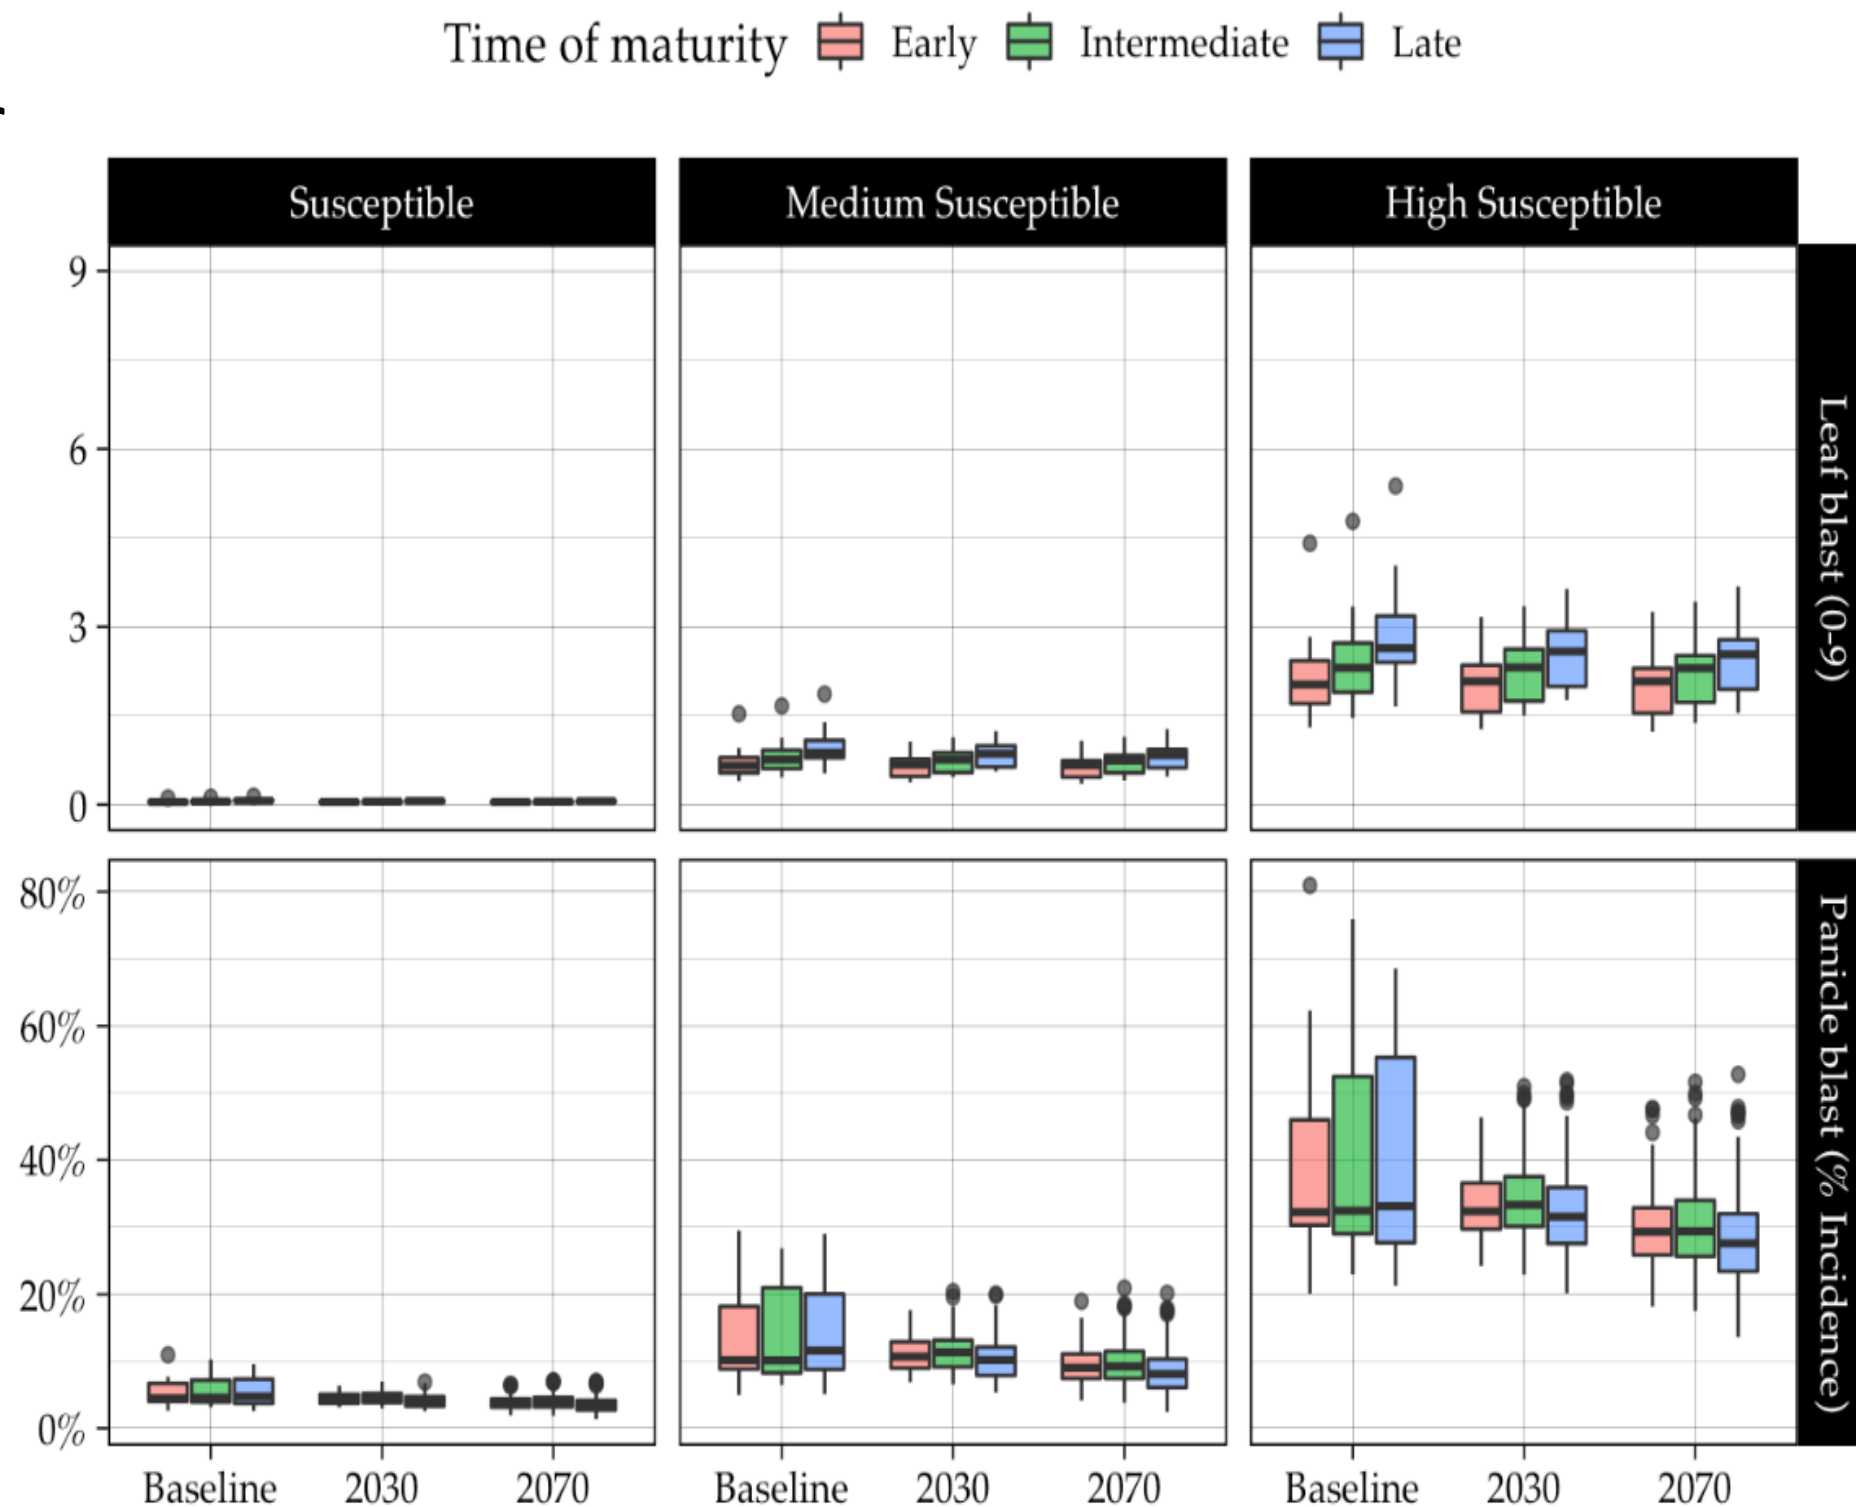 Time of maturity Early Intermediate Late
Susceptible Medium Susceptible High Susceptible
9
6
3
0
Leaf blast (0-9)
80%
60%
40%
20%
0%
Panicle blast (% Incidence)
Baseline 2030 2070 Baseline 2030 2070 Baseline 2030 2070